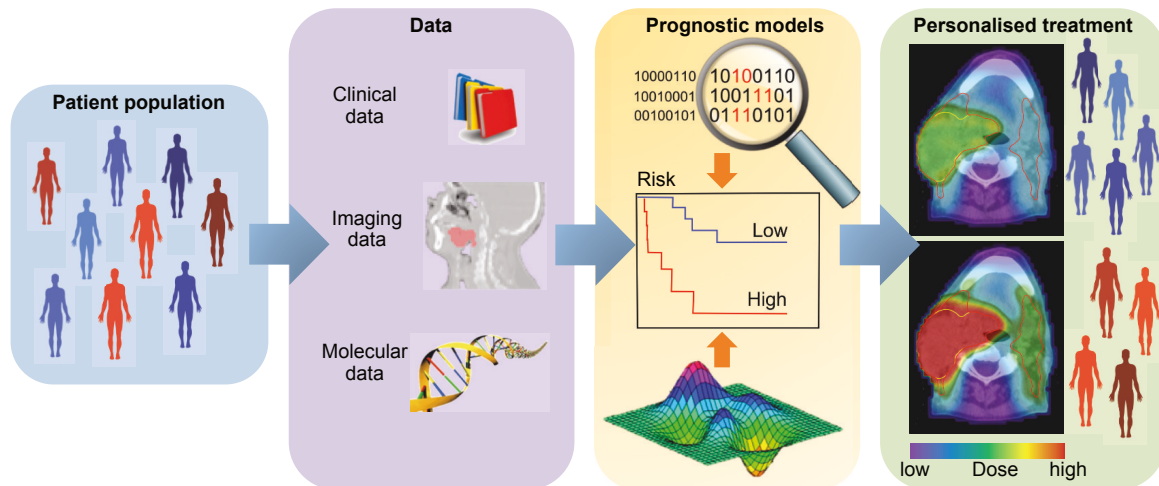 Patient population
Data
Clinical
data
Imaging
data
Molecular
data
Prognostic models
10000110
10010001
00100101
10100110
10011101
01110101
Risk
Low
High
Personalised treatment
low Dose high